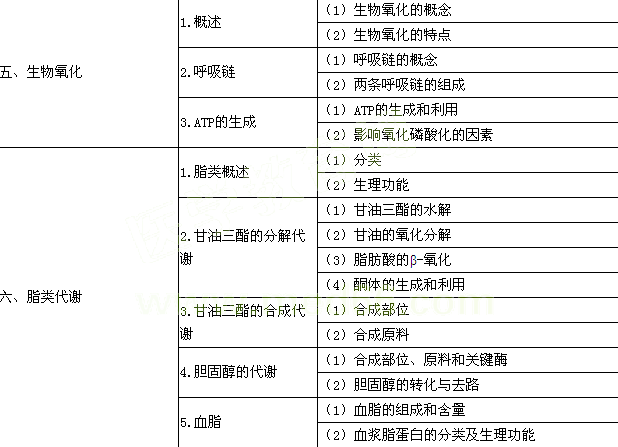 五、生物氧化
1.概述
（1）生物氧化的概念
（2）生物氧化的特点
2.呼吸链
（1）呼吸链的概念
（2）两条呼吸链的组成
3.ATP的生成
（1）ATP的生成和利用
（2）影响氧化磷酸化的因素
六、脂类代谢
1.脂类概述
（1）分类
（2）生理功能
2.甘油三酯的分解代
谢
（1）甘油三酯的水解
（2）甘油的氧化分解
（3）脂肪酸的β-氧化
（4）酮体的生成和利用
3.甘油三酯的合成代
谢
（1）合成部位
（2）合成原料
4.胆固醇的代谢
（1）合成部位、原料和关键酶
（2）胆固醇的转化与去路
5.血脂
（1）血脂的组成和含量
（2）血浆脂蛋白的分类及生理功能